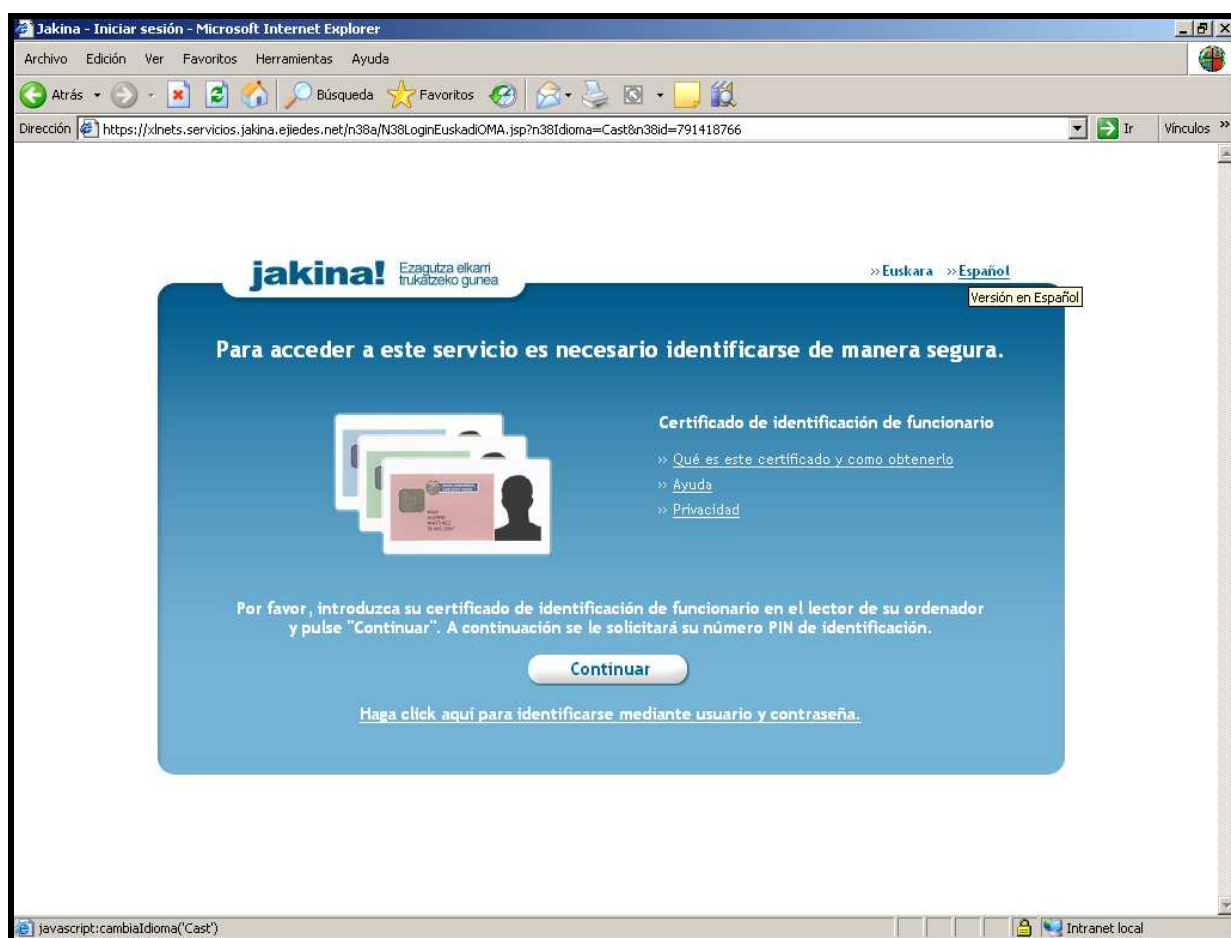 Jakina - Iniciar sesión - Microsoft Internet Explorer
Archivo Edición Ver Favoritos Herramientas Ayuda
Atrás Búsqueda Favoritos
Dirección https://xlnets.servicios.jakina.ejiedes.net/n38a/N38LoginEuskadiOMA.jsp?n38Idioma=Cast&n38id=791418766 Ir Vínculos »
jakina! Ezagutza elkarri
trukatzeko gunea
»Euskara »Español
Versión en Español
Para acceder a este servicio es necesario identificarse de manera segura.
Certificado de identificación de funcionario
» Qué es este certificado y como obtenerlo
» Ayuda
» Privacidad
Por favor, introduzca su certificado de identificación de funcionario en el lector de su ordenador
y pulse "Continuar". A continuación se le solicitará su número PIN de identificación.
Continuar
Haga click aquí para identificarse mediante usuario y contraseña.
javascript:cambiaIdioma('Cast') Intranet local